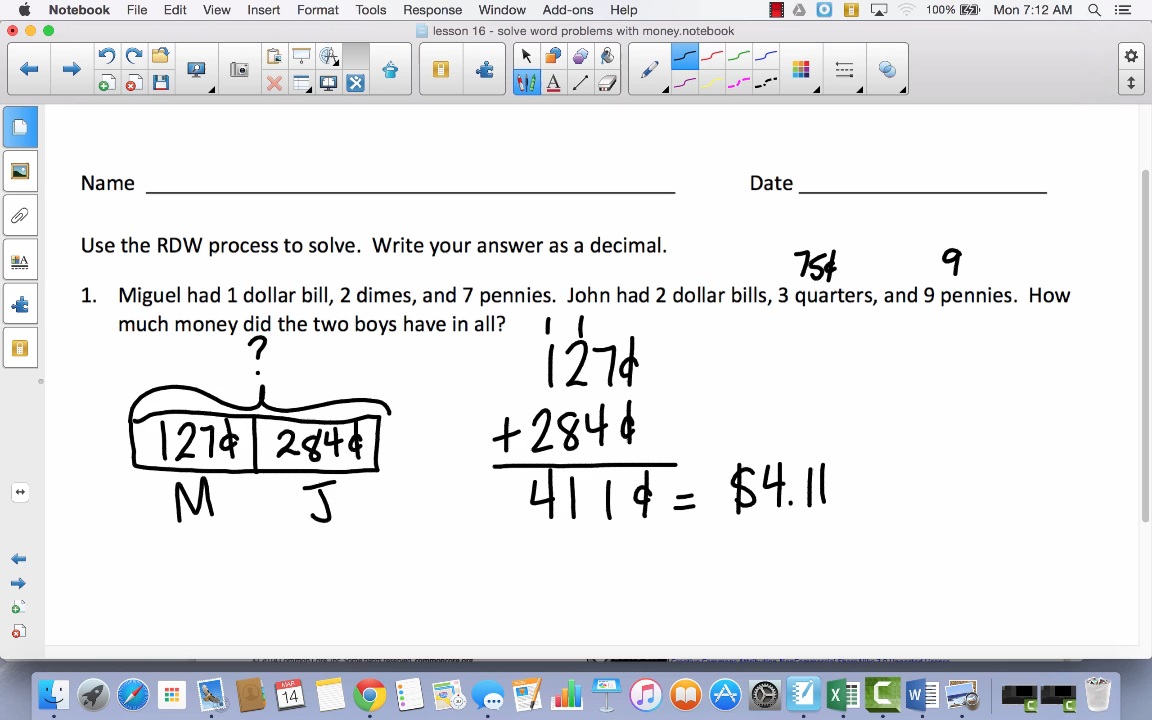 Notebook File Edit View Insert Format Tools Response Window Add-ons Help 100% Mon 7:12 AM
lesson 16 - solve word problems with money.notebook
Name Date
Use the RDW process to solve. Write your answer as a decimal.
75¢ 9
1. Miguel had 1 dollar bill, 2 dimes, and 7 pennies. John had 2 dollar bills, 3 quarters, and 9 pennies. How
much money did the two boys have in all?
?
1 1
127¢
127¢ 284¢
+284¢
M J
411¢ = $4.11
MAR
14